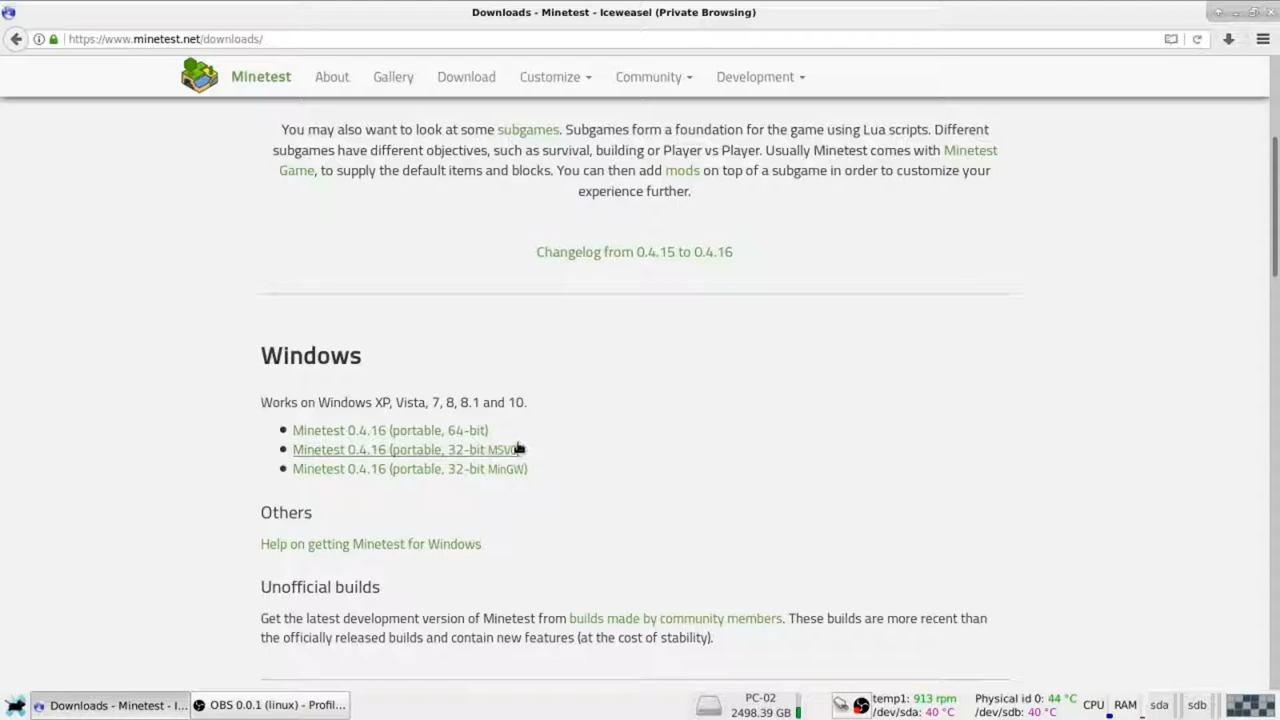 Downloads - Minetest - Iceweasel (Private Browsing)
https://www.minetest.net/downloads/
Minetest About Gallery Download Customize Community Development
You may also want to look at some subgames. Subgames form a foundation for the game using Lua scripts. Different
subgames have different objectives, such as survival, building or Player vs Player. Usually Minetest comes with Minetest
Game, to supply the default items and blocks. You can then add mods on top of a subgame in order to customize your
experience further.
Changelog from 0.4.15 to 0.4.16
Windows
Works on Windows XP, Vista, 7, 8, 8.1 and 10.
Minetest 0.4.16 (portable, 64-bit)
Minetest 0.4.16 (portable, 32-bit
Minetest 0.4.16 (portable, 32-bit MinGW)
Others
Help on getting Minetest for Windows
Unofficial builds
Get the latest development version of Minetest from builds made by community members. These builds are more recent than
the officially released builds and contain new features (at the cost of stability).
Downloads - Minetest - I... OBS 0.0.1 (linux) - Profil... PC-02 temp1: 913 rpm Physical id 0: 44 °C CPU RAM sda sdb
2498.39 GB /dev/sda: 40 °C /dev/sdb: 40 °C